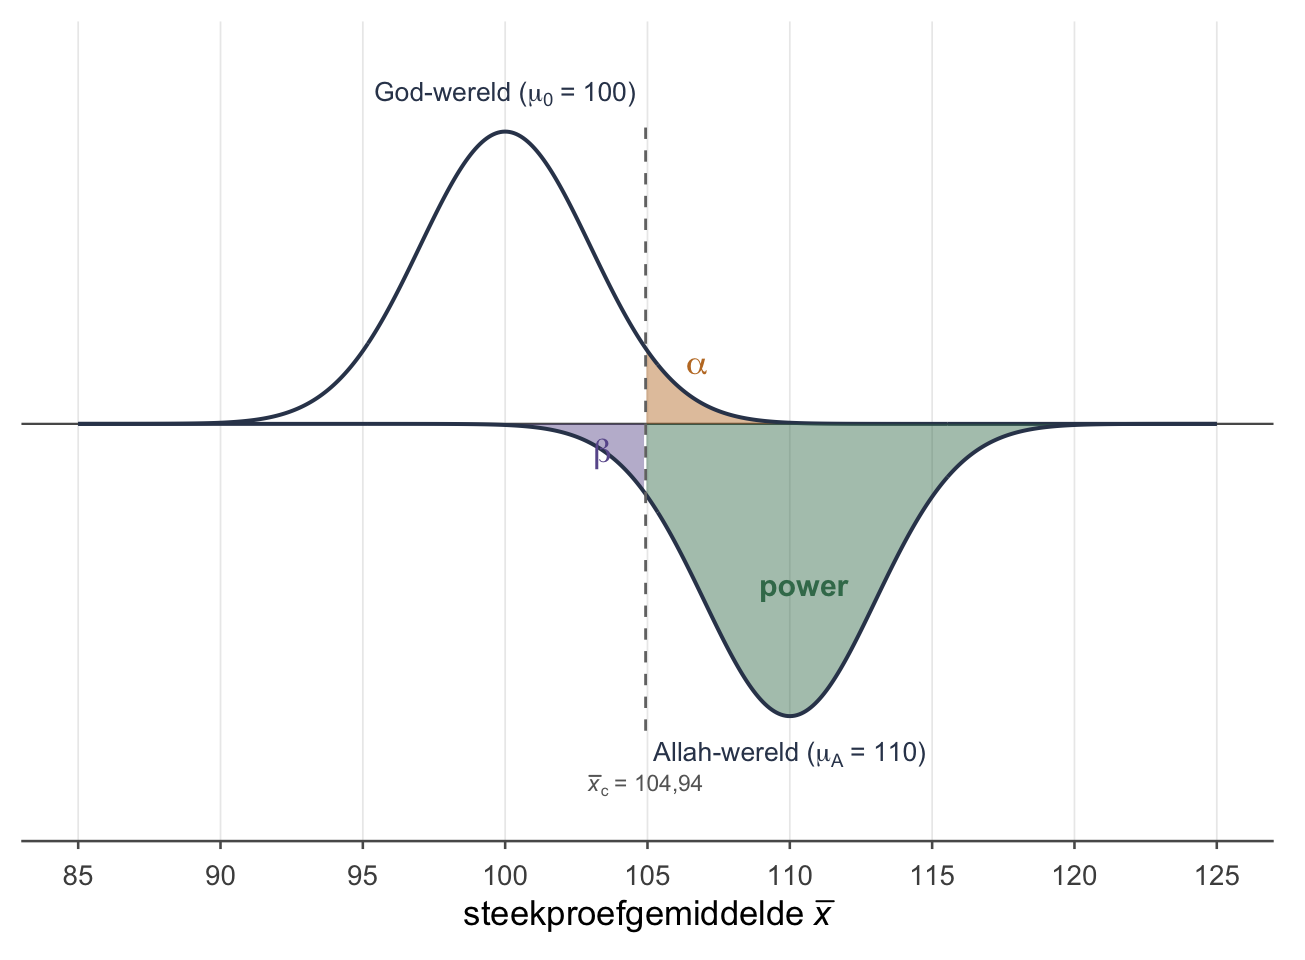 God-wereld (μ0 = 100)
α
β
power
Allah-wereld (μA = 110)
x̅c = 104,94
85 90 95 100 105 110 115 120 125
steekproefgemiddelde x̅